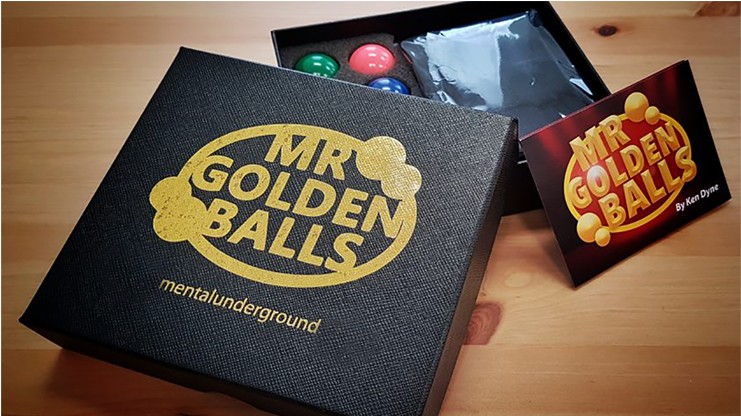 MR
GOLDEN
BALLS
mentalunderground
MR
GOLDEN
BALLS
By Ken Dyne